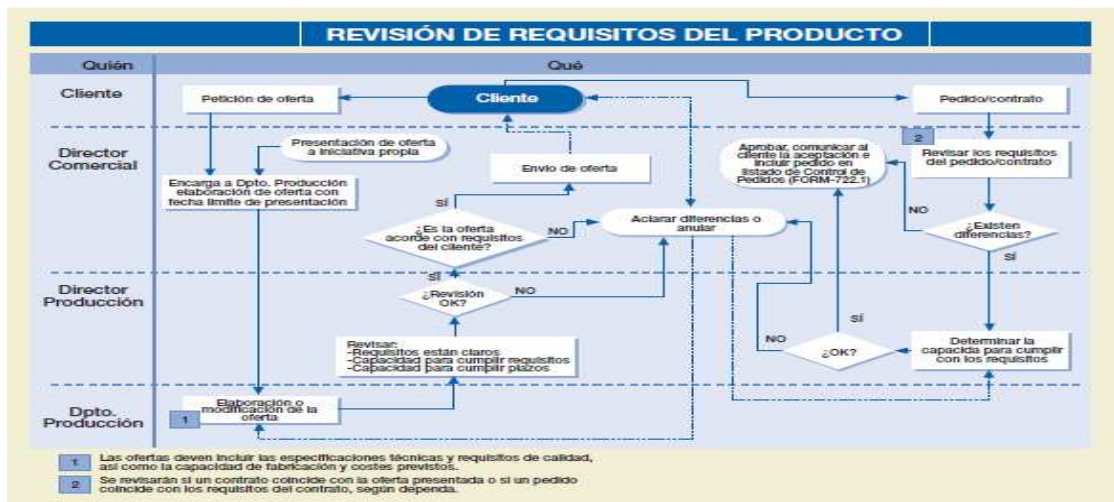 REVISIÓN DE REQUISITOS DEL PRODUCTO
Quién
Qué
Cliente
Petición de oferta
Cliente
Pedido/contrato
Director
Comercial
Presentación de oferta
a iniciativa propia
Encarga a Dpto. Producción
elaboración de oferta con
fecha límite de presentación
Envío de oferta
SÍ
¿Es la oferta
acorde con requisitos
del cliente?
NO
Aclarar diferencias o
anular
Aprobar, comunicar al
cliente la aceptación e
incluir pedido en
listado de Control de
Pedidos (FORM-722.1)
2
Revisar los requisitos
del pedido/contrato
NO
¿Existen
diferencias?
SÍ
Director
Producción
SÍ
¿Revisión
OK?
NO
Revisar:
-Requisitos están claros
-Capacidad para cumplir requisitos
-Capacidad para cumplir plazos
SÍ
NO
¿OK?
Determinar la
capacida para cumplir
con los requisitos
Dpto.
Producción
1
Elaboración o
modificación de la
oferta
1 Las ofertas deben incluir las especificaciones técnicas y requisitos de calidad,
así como la capacidad de fabricación y costes previstos.
2 Se revisarán si un contrato coincide con la oferta presentada o si un pedido
coincide con los requisitos del contrato, según dependa.